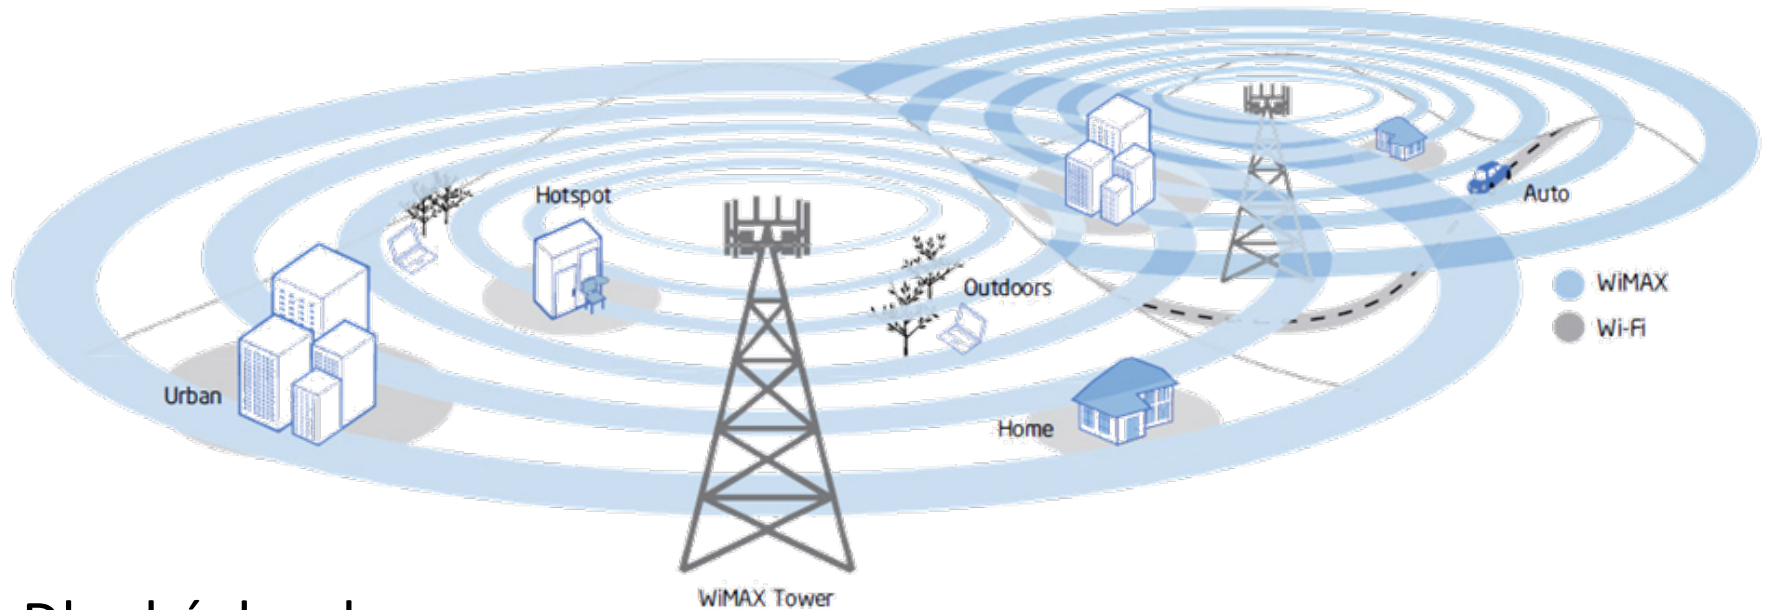 Hotspot
Auto
Outdoors
WiMAX
Wi-Fi
Urban
Home
WiMAX Tower